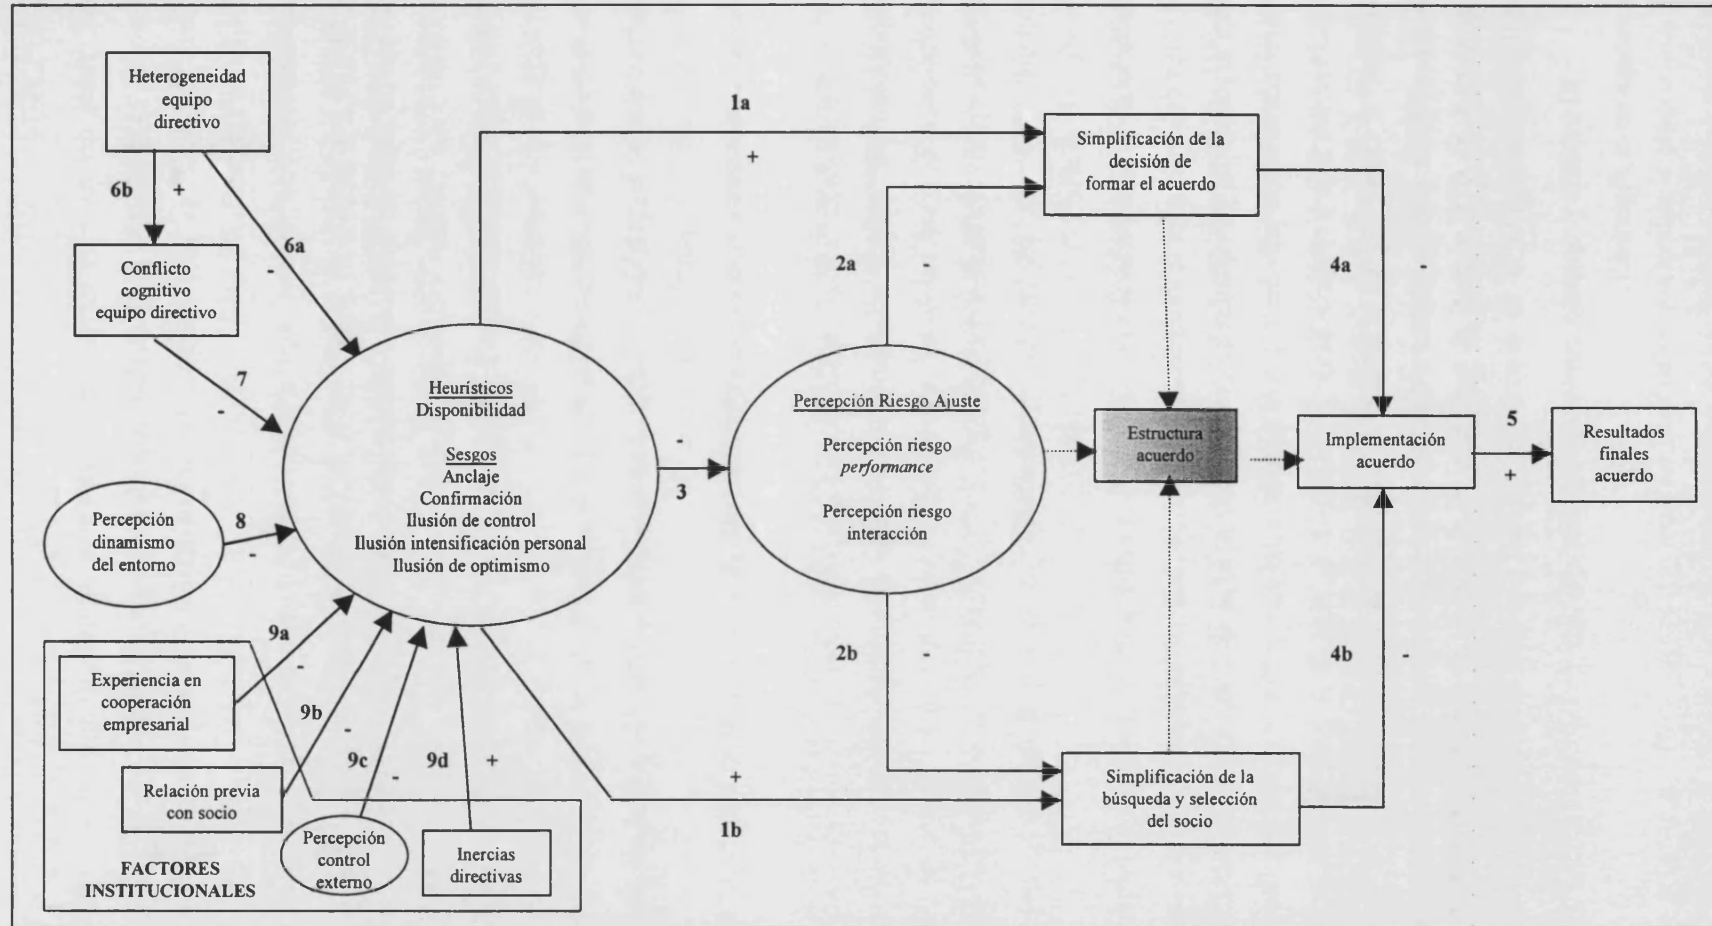 Heterogeneidad
equipo
directivo
6b
+
6a
-
Conflicto
cognitivo
equipo directivo
7
-
Percepción
dinamismo
del entorno
8
-
Heurísticos
Disponibilidad
Sesgos
Anclaje
Confirmación
Ilusión de control
Ilusión intensificación personal
Ilusión de optimismo
9a
-
Experiencia en
cooperación
empresarial
9b
-
Relación previa
con socio
9c
-
Percepción
control
externo
9d
+
Inercias
directivas
FACTORES
INSTITUCIONALES
1a
+
-
3
Percepción Riesgo Ajuste
Percepción riesgo
performance
Percepción riesgo
interacción
2a
-
2b
-
+
1b
Simplificación de la
decisión de
formar el acuerdo
Estructura
acuerdo
Simplificación de la
búsqueda y selección
del socio
4a
-
4b
-
Implementación
acuerdo
5
+
Resultados
finales
acuerdo